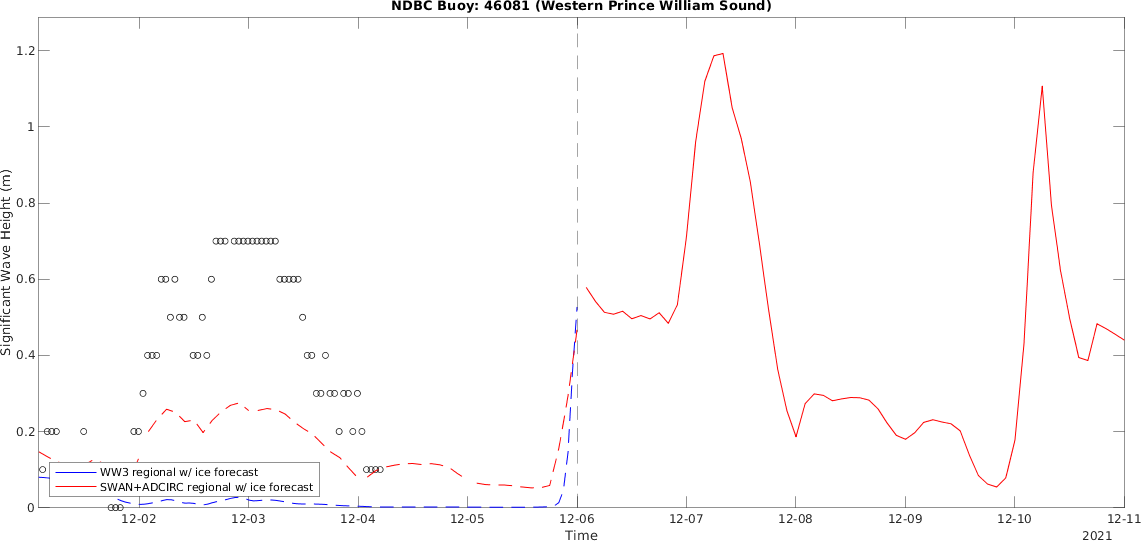 NDBC Buoy: 46081 (Western Prince William Sound)
Significant Wave Height (m)
1.2
1
0.8
0.6
0.4
0.2
0
WW3 regional w/ ice forecast
SWAN+ADCIRC regional w/ ice forecast
12-02 12-03 12-04 12-05 12-06 12-07 12-08 12-09 12-10 12-11
Time
2021